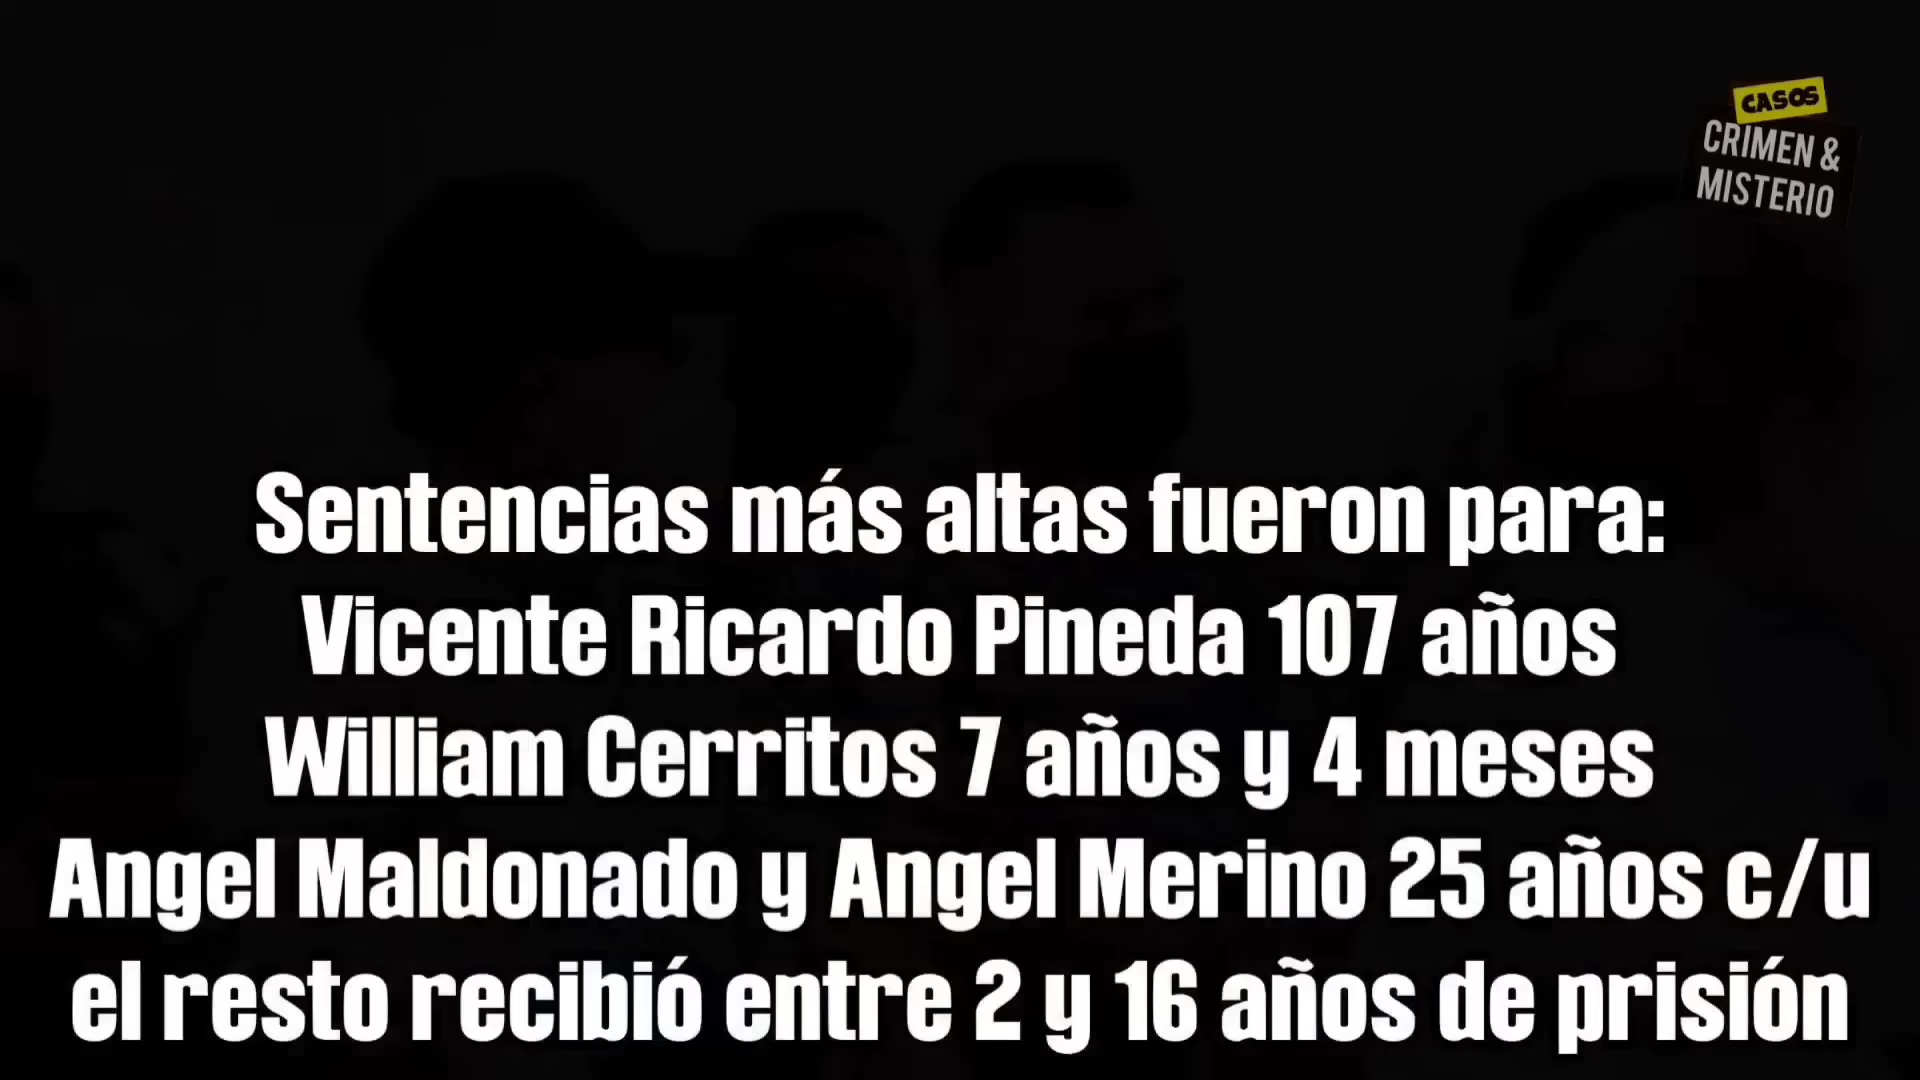 CASOS
CRIMEN &
MISTERIO
Sentencias más altas fueron para:
Vicente Ricardo Pineda 107 años
William Cerritos 7 años y 4 meses
Angel Maldonado y Angel Merino 25 años c/u
el resto recibió entre 2 y 16 años de prisión